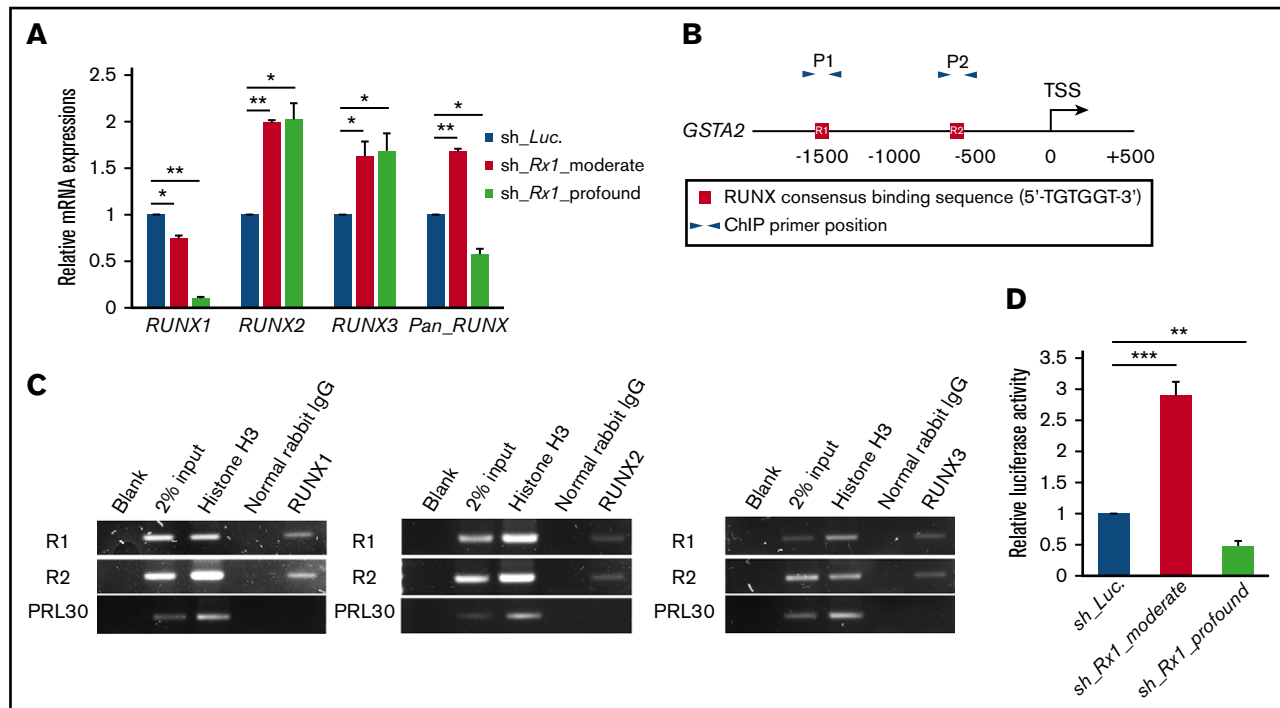 A
Relative mRNA expressions
2.5
2
1.5
1
0.5
0
*
**
*
**
*
*
*
**
RUNX1
RUNX2
RUNX3
Pan_RUNX
sh_Luc.
sh_Rx1_moderate
sh_Rx1_profound
B
P1
P2
TSS
GSTA2
R1
R2
-1500
-1000
-500
0
+500
RUNX consensus binding sequence (5'-TGTGGT-3')
ChIP primer position
C
Blank
2% input
Histone H3
Normal rabbit IgG
RUNX1
R1
R2
PRL30
Blank
2% input
Histone H3
Normal rabbit IgG
RUNX2
R1
R2
PRL30
Blank
2% input
Histone H3
Normal rabbit IgG
RUNX3
R1
R2
PRL30
D
Relative luciferase activity
3.5
3
2.5
2
1.5
1
0.5
0
**
***
sh_Luc.
sh_Rx1_moderate
sh_Rx1_profound